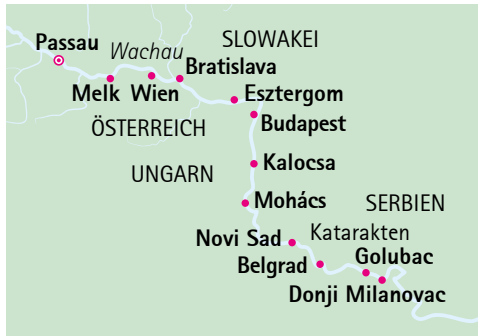 SLOWAKEI
Passau
Wachau
Bratislava
Melk Wien
Esztergom
ÖSTERREICH
Budapest
Kalocsa
UNGARN
Mohács
SERBIEN
Novi Sad
Katarakten
Golubac
Belgrad
Donji Milanovac